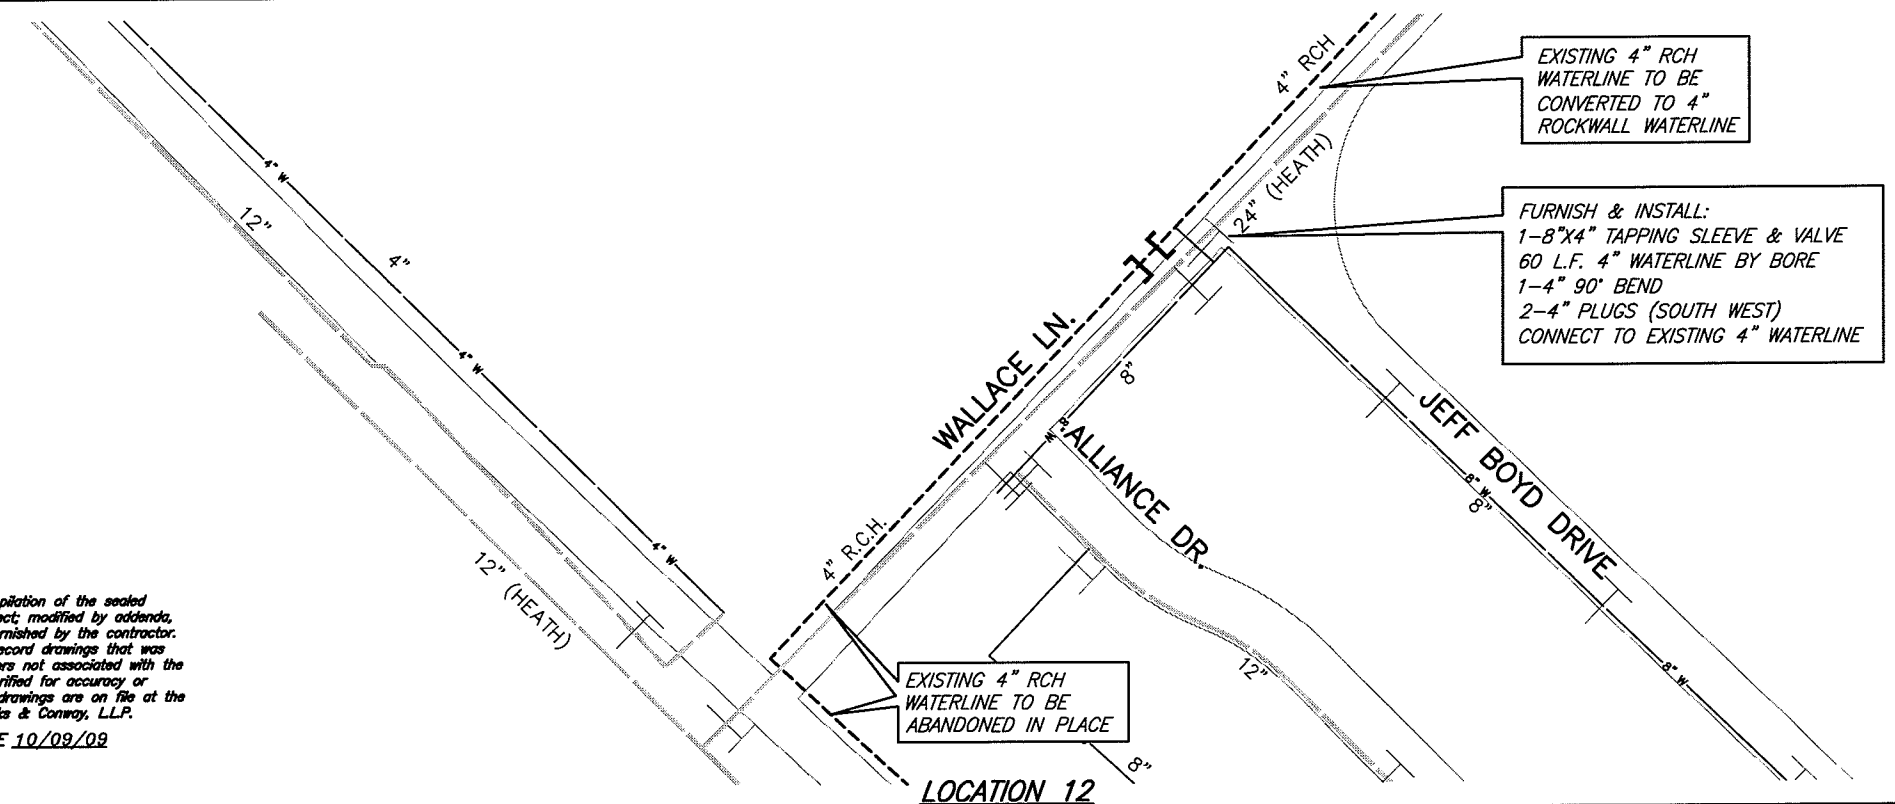 4" RCH
EXISTING 4" RCH
WATERLINE TO BE
CONVERTED TO 4"
ROCKWALL WATERLINE
24" (HEATH)
FURNISH & INSTALL:
1-8"X4" TAPPING SLEEVE & VALVE
60 L.F. 4" WATERLINE BY BORE
1-4" 90° BEND
2-4" PLUGS (SOUTH WEST)
CONNECT TO EXISTING 4" WATERLINE
4" W
12"
4"
4" W
4" W
12" (HEATH)
WALLACE LN.
8"
8" W
ALLIANCE DR.
JEFF BOYD DRIVE
8" W
8"
8" W
4" R.C.H.
12"
8"
EXISTING 4" RCH
WATERLINE TO BE
ABANDONED IN PLACE
pilation of the sealed
ect; modified by addenda,
rnished by the contractor.
ecord drawings that was
ers not associated with the
rified for accuracy or
drawings are on file at the
ks & Conway, L.L.P.
E 10/09/09
LOCATION 12